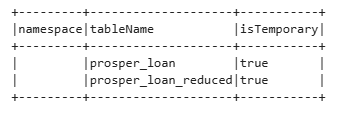 +---------+--------------------+-----------+
|namespace|tableName           |isTemporary|
+---------+--------------------+-----------+
|         |prosper_loan        |true       |
|         |prosper_loan_reduced|true       |
+---------+--------------------+-----------+